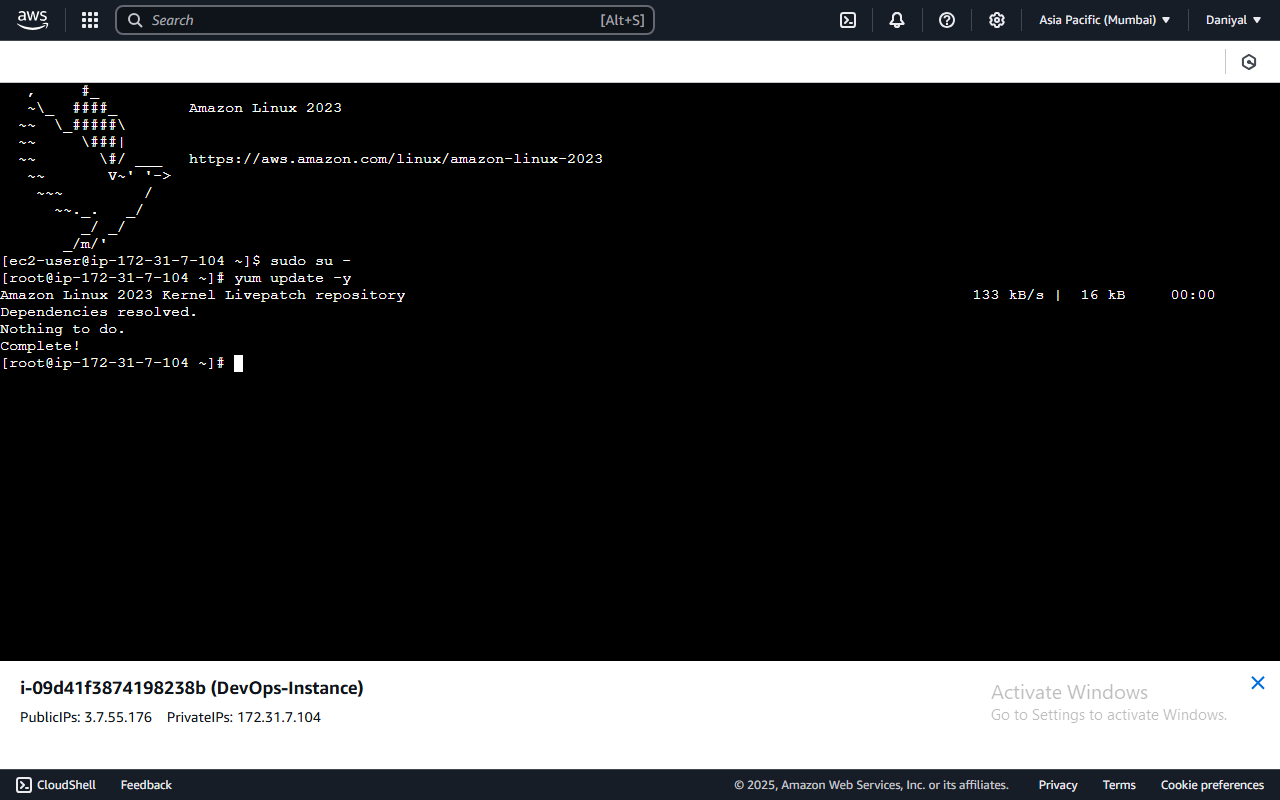 aws
Search [Alt+S]
Asia Pacific (Mumbai) ▼ Daniyal ▼
   ,     #_
   ~\_  ####_        Amazon Linux 2023
  ~~  \_#####\
  ~~     \###|
  ~~       \#/ ___   https://aws.amazon.com/linux/amazon-linux-2023
   ~~       V~' '->
    ~~~         /
      ~~._.   _/
         _/ _/
       _/m/'
[ec2-user@ip-172-31-7-104 ~]$ sudo su -
[root@ip-172-31-7-104 ~]# yum update -y
Amazon Linux 2023 Kernel Livepatch repository 133 kB/s | 16 kB 00:00
Dependencies resolved.
Nothing to do.
Complete!
[root@ip-172-31-7-104 ~]#
i-09d41f3874198238b (DevOps-Instance)
PublicIPs: 3.7.55.176 PrivateIPs: 172.31.7.104
Activate Windows
Go to Settings to activate Windows.
CloudShell Feedback © 2025, Amazon Web Services, Inc. or its affiliates. Privacy Terms Cookie preferences